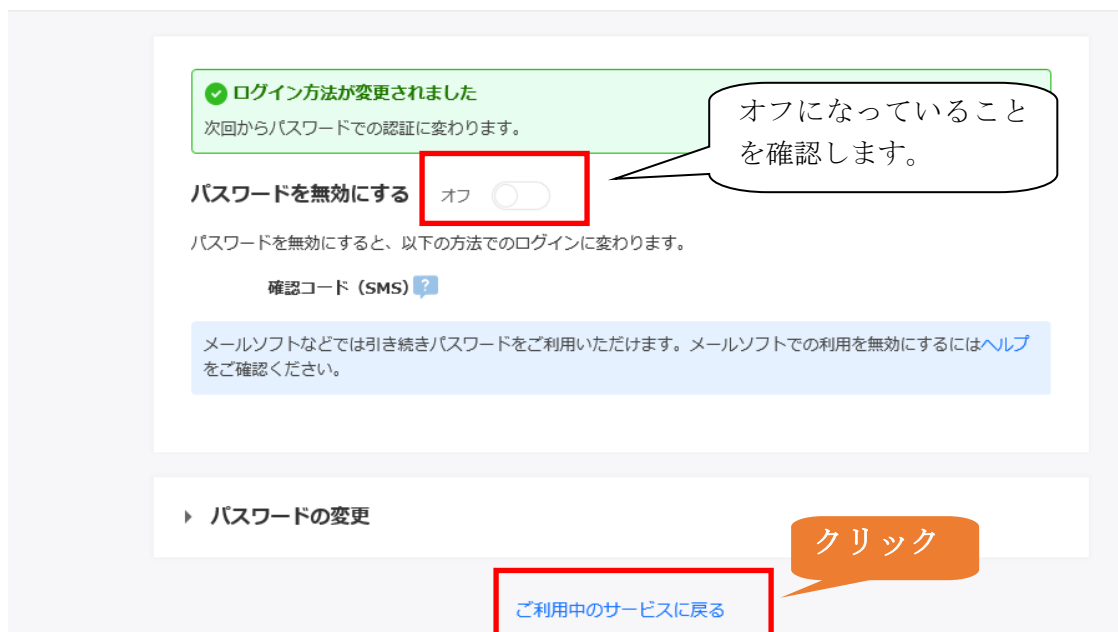 ログイン方法が変更されました
次回からパスワードでの認証に変わります。
オフになっていること
を確認します。
パスワードを無効にする オフ
パスワードを無効にすると、以下の方法でのログインに変わります。
確認コード（SMS）?
メールソフトなどでは引き続きパスワードをご利用いただけます。メールソフトでの利用を無効にするにはヘルプ
をご確認ください。
パスワードの変更
クリック
ご利用中のサービスに戻る